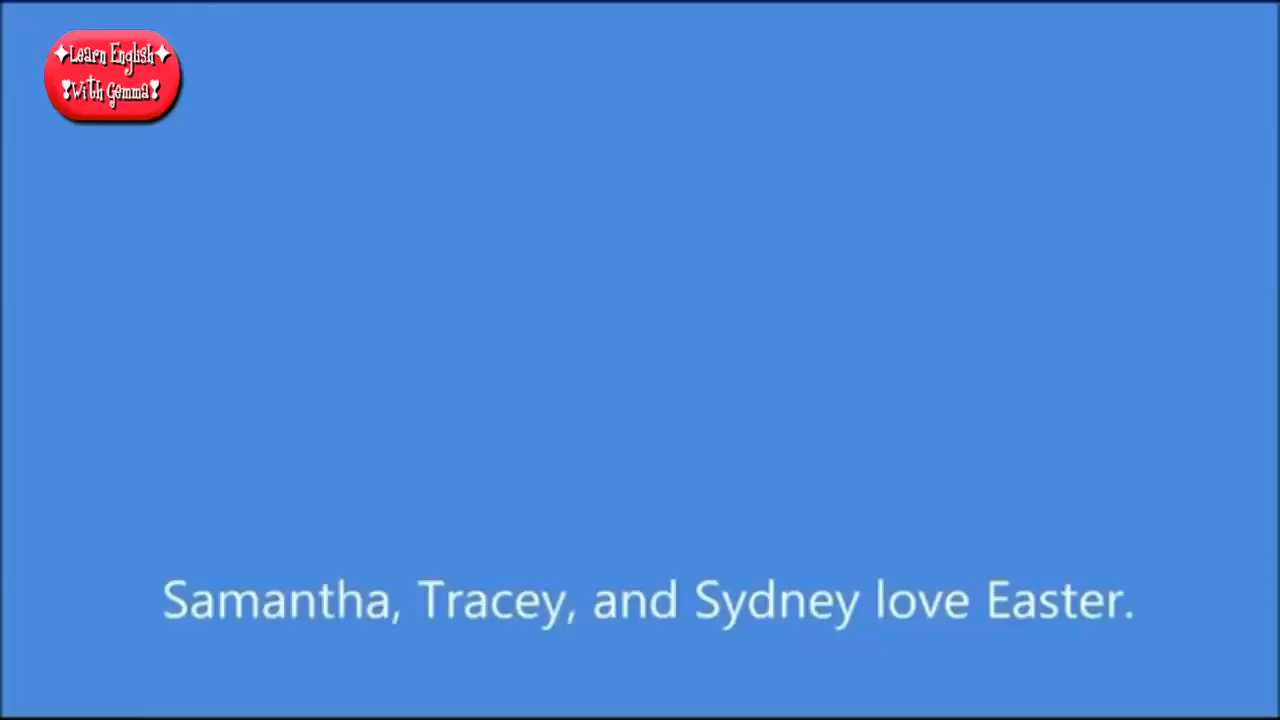 ✦Learn English✦
❣With Gemma❣
Samantha, Tracey, and Sydney love Easter.